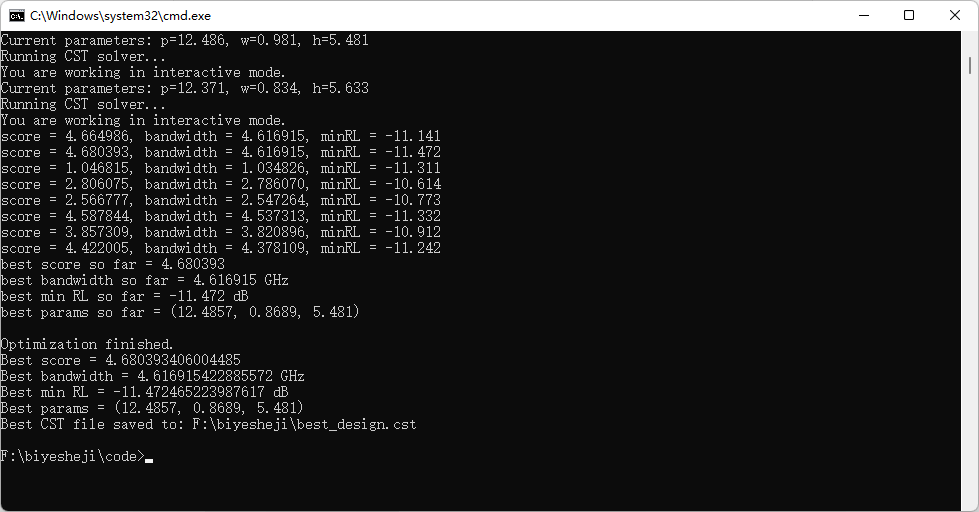 C:\Windows\system32\cmd.exe
Current parameters: p=12.486, w=0.981, h=5.481
Running CST solver...
You are working in interactive mode.
Current parameters: p=12.371, w=0.834, h=5.633
Running CST solver...
You are working in interactive mode.
score = 4.664986, bandwidth = 4.616915, minRL = -11.141
score = 4.680393, bandwidth = 4.616915, minRL = -11.472
score = 1.046815, bandwidth = 1.034826, minRL = -11.311
score = 2.806075, bandwidth = 2.786070, minRL = -10.614
score = 2.566777, bandwidth = 2.547264, minRL = -10.773
score = 4.587844, bandwidth = 4.537313, minRL = -11.332
score = 3.857309, bandwidth = 3.820896, minRL = -10.912
score = 4.422005, bandwidth = 4.378109, minRL = -11.242
best score so far = 4.680393
best bandwidth so far = 4.616915 GHz
best min RL so far = -11.472 dB
best params so far = (12.4857, 0.8689, 5.481)
Optimization finished.
Best score = 4.680393406004485
Best bandwidth = 4.616915422885572 GHz
Best min RL = -11.472465223987617 dB
Best params = (12.4857, 0.8689, 5.481)
Best CST file saved to: F:\biyesheji\best_design.cst
F:\biyesheji\code>